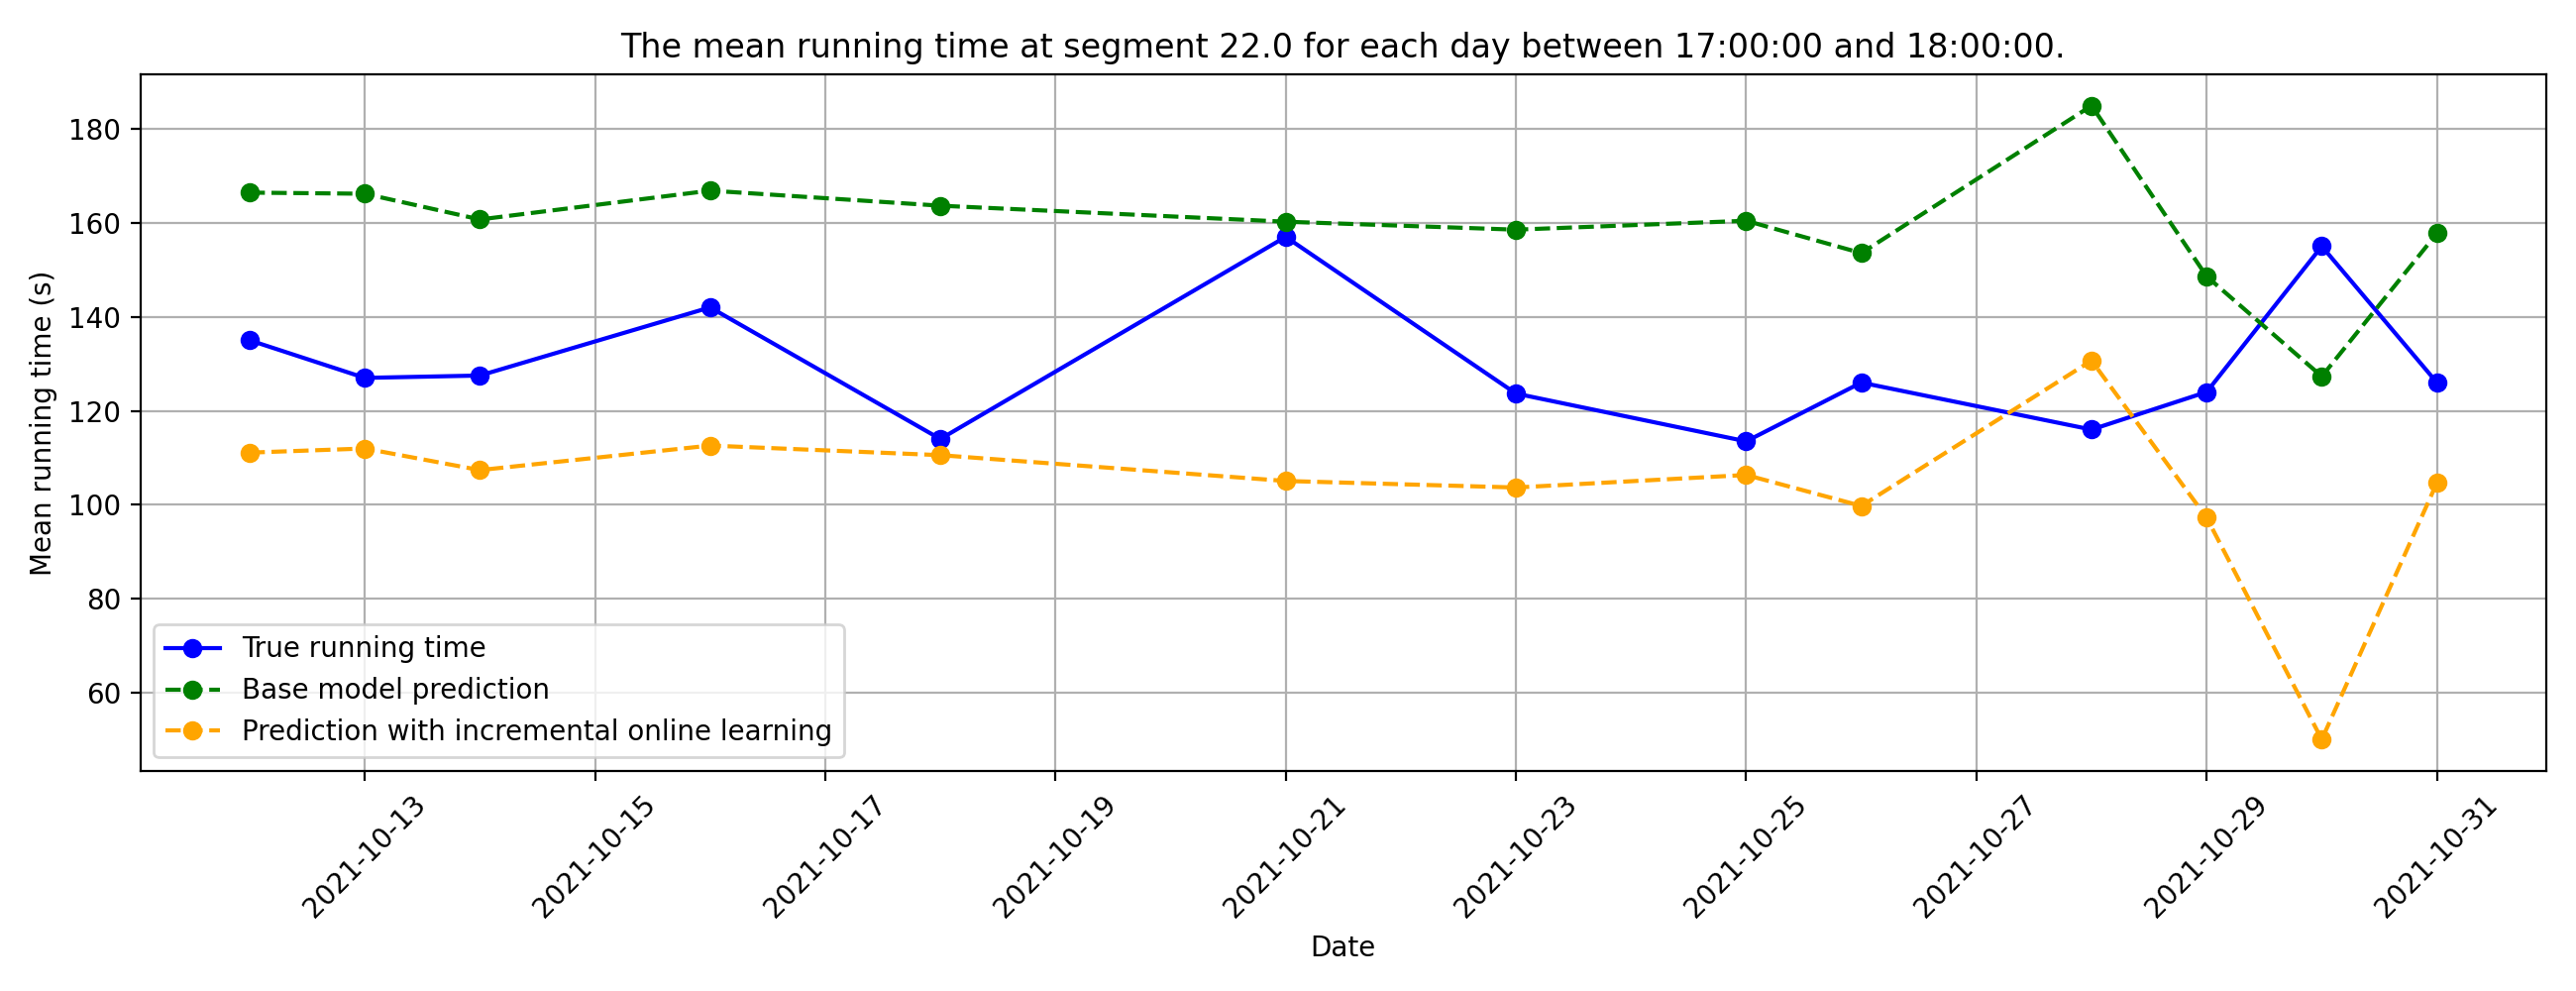 The mean running time at segment 22.0 for each day between 17:00:00 and 18:00:00.
Mean running time (s)
180
160
140
120
100
80
60
True running time
Base model prediction
Prediction with incremental online learning
2021-10-13
2021-10-15
2021-10-17
2021-10-19
2021-10-21
2021-10-23
2021-10-25
2021-10-27
2021-10-29
2021-10-31
Date